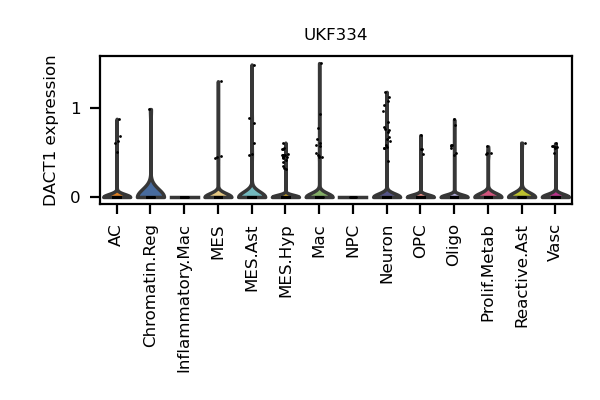 UKF334
DACT1 expression
1
0
AC
Chromatin.Reg
Inflammatory.Mac
MES
MES.Ast
MES.Hyp
Mac
NPC
Neuron
OPC
Oligo
Prolif.Metab
Reactive.Ast
Vasc